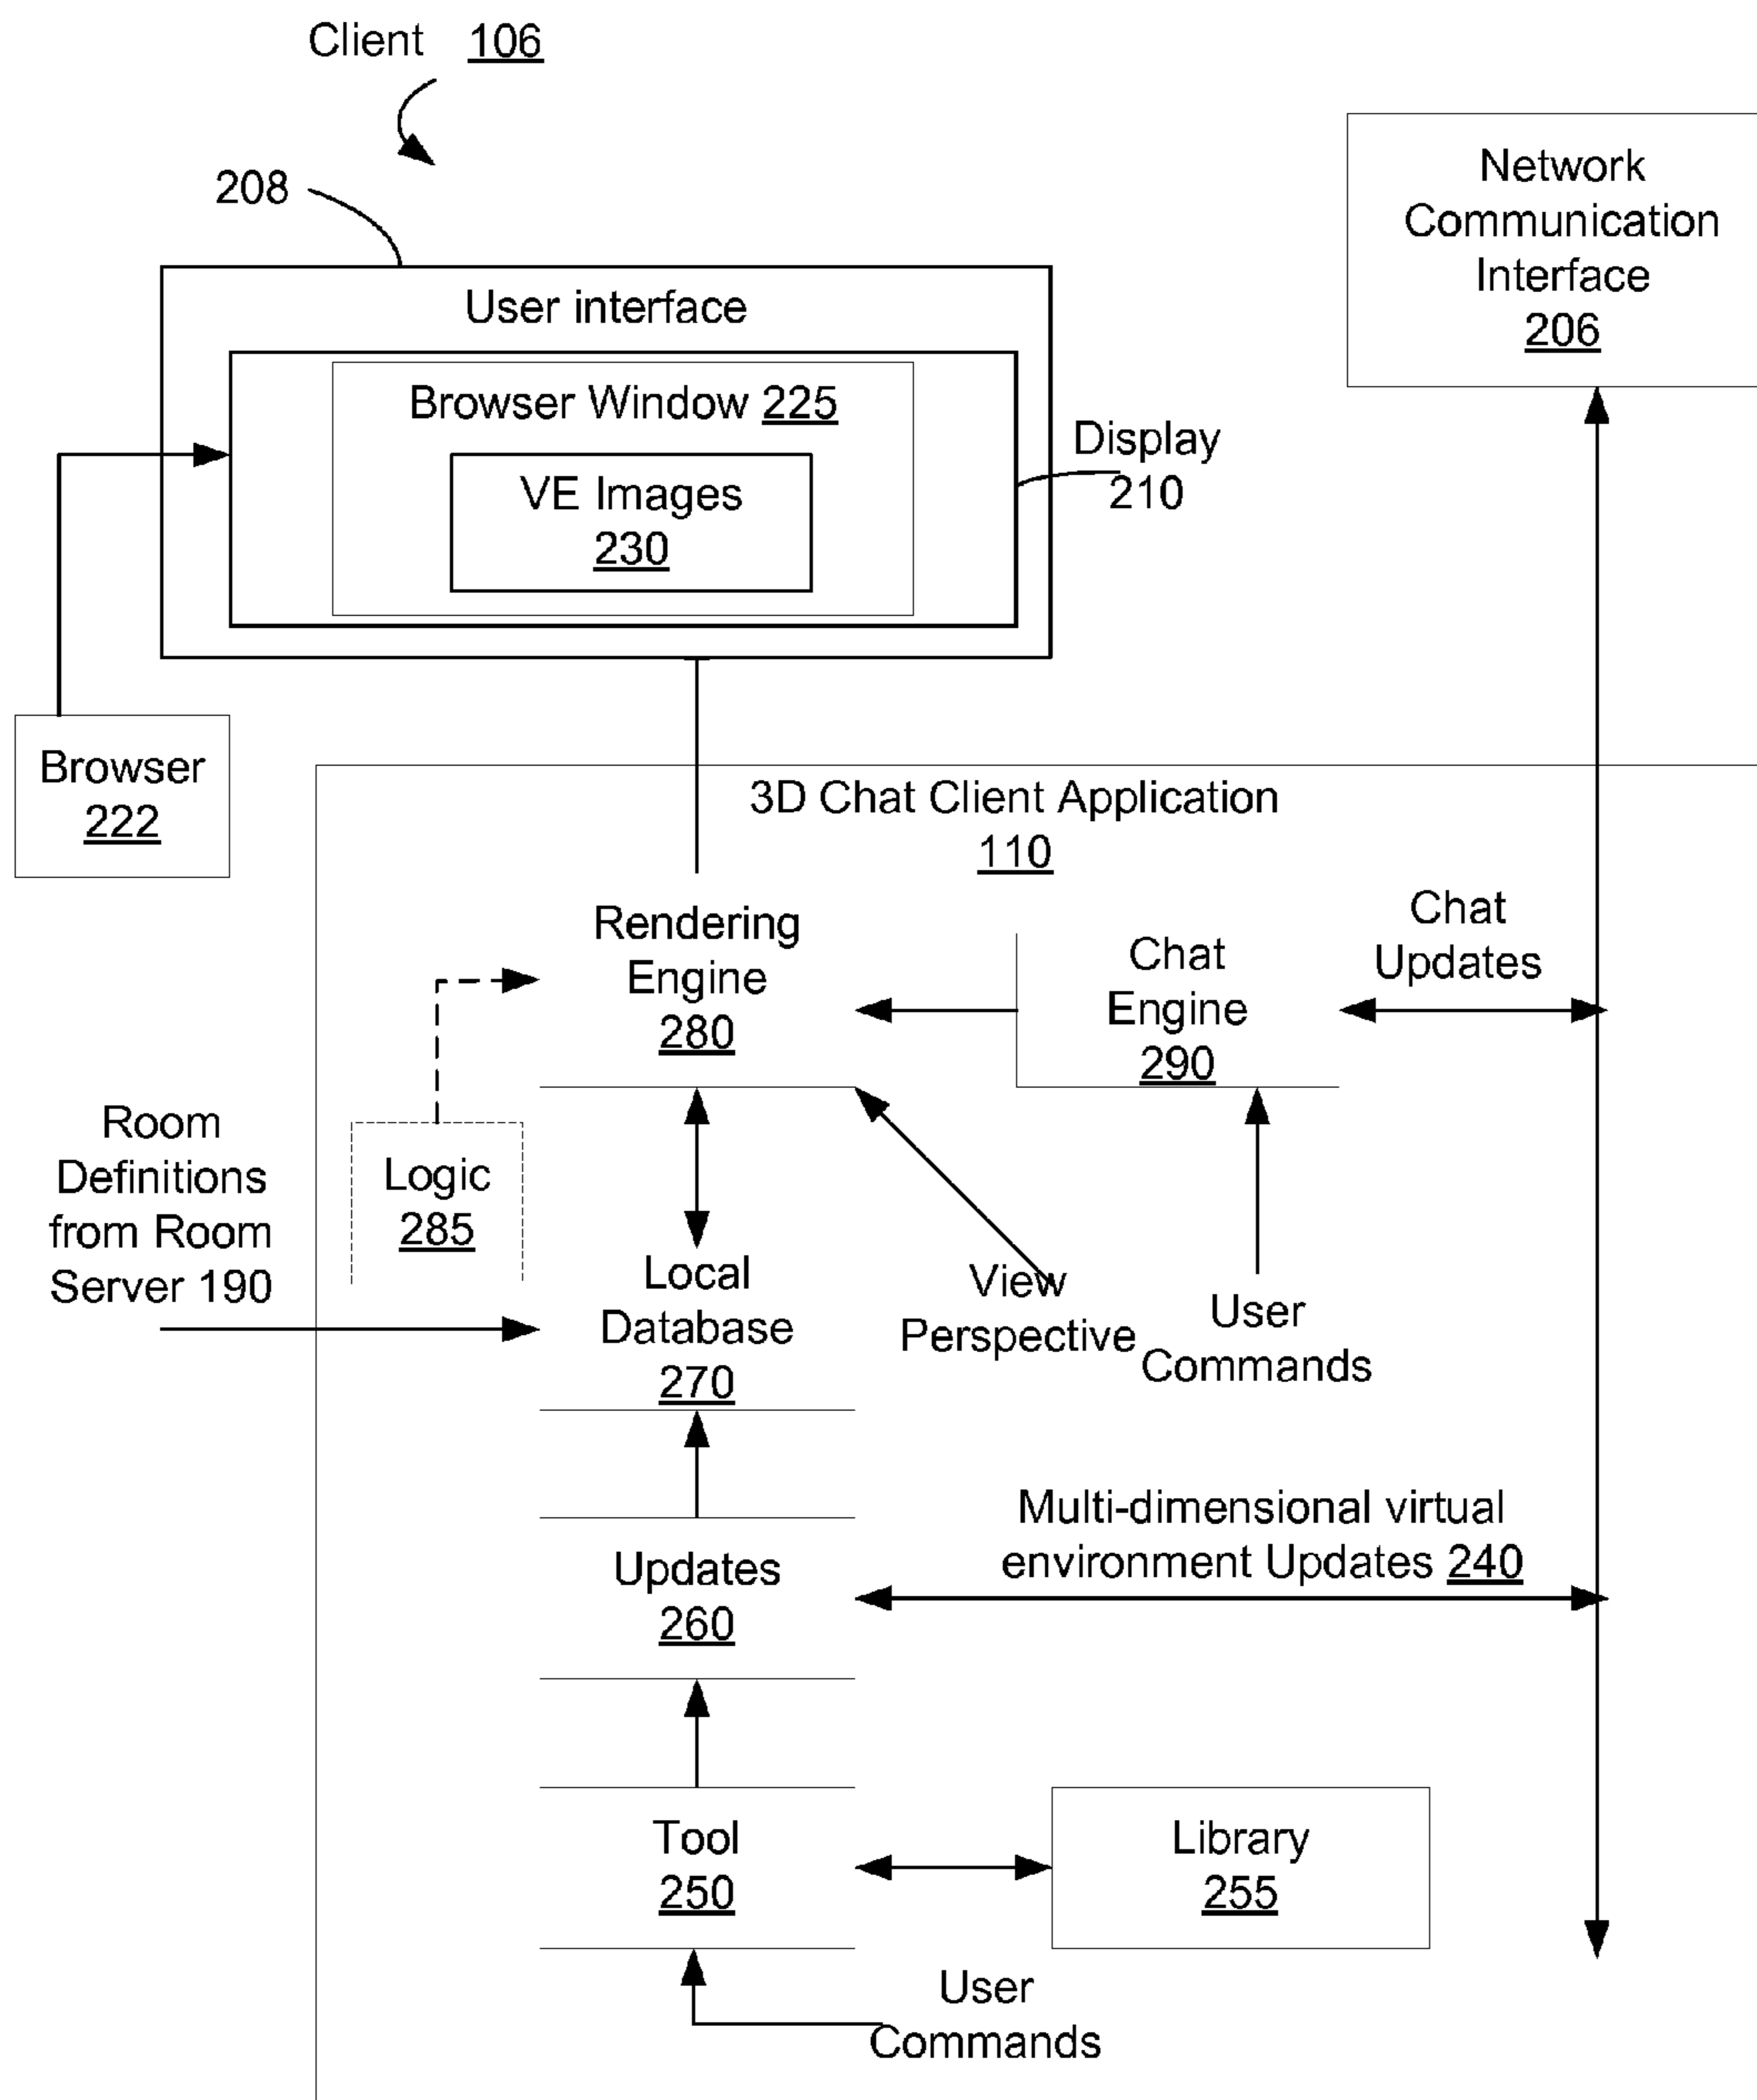 Client 106
208
User interface
Browser Window 225
VE Images
230
Display
210
Network
Communication
Interface
206
Browser
222
3D Chat Client Application
110
Rendering
Engine
280
Chat
Engine
290
Chat
Updates
Room
Definitions
from Room
Server 190
Logic
285
Local
Database
270
View
Perspective
User
Commands
Multi-dimensional virtual
environment Updates 240
Updates
260
Tool
250
Library
255
User
Commands